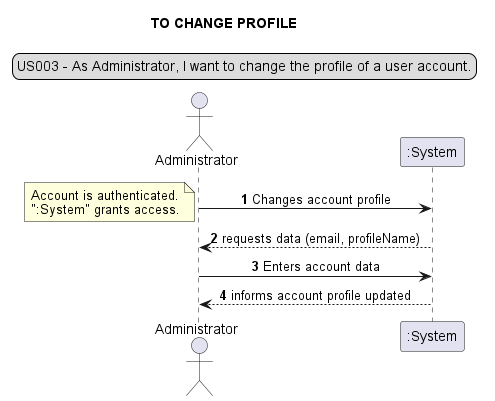 TO CHANGE PROFILE
US003 - As Administrator, I want to change the profile of a user account.
Administrator
:System
Account is authenticated.
":System" grants access.
1 Changes account profile
2 requests data (email, profileName)
3 Enters account data
4 informs account profile updated
Administrator
:System